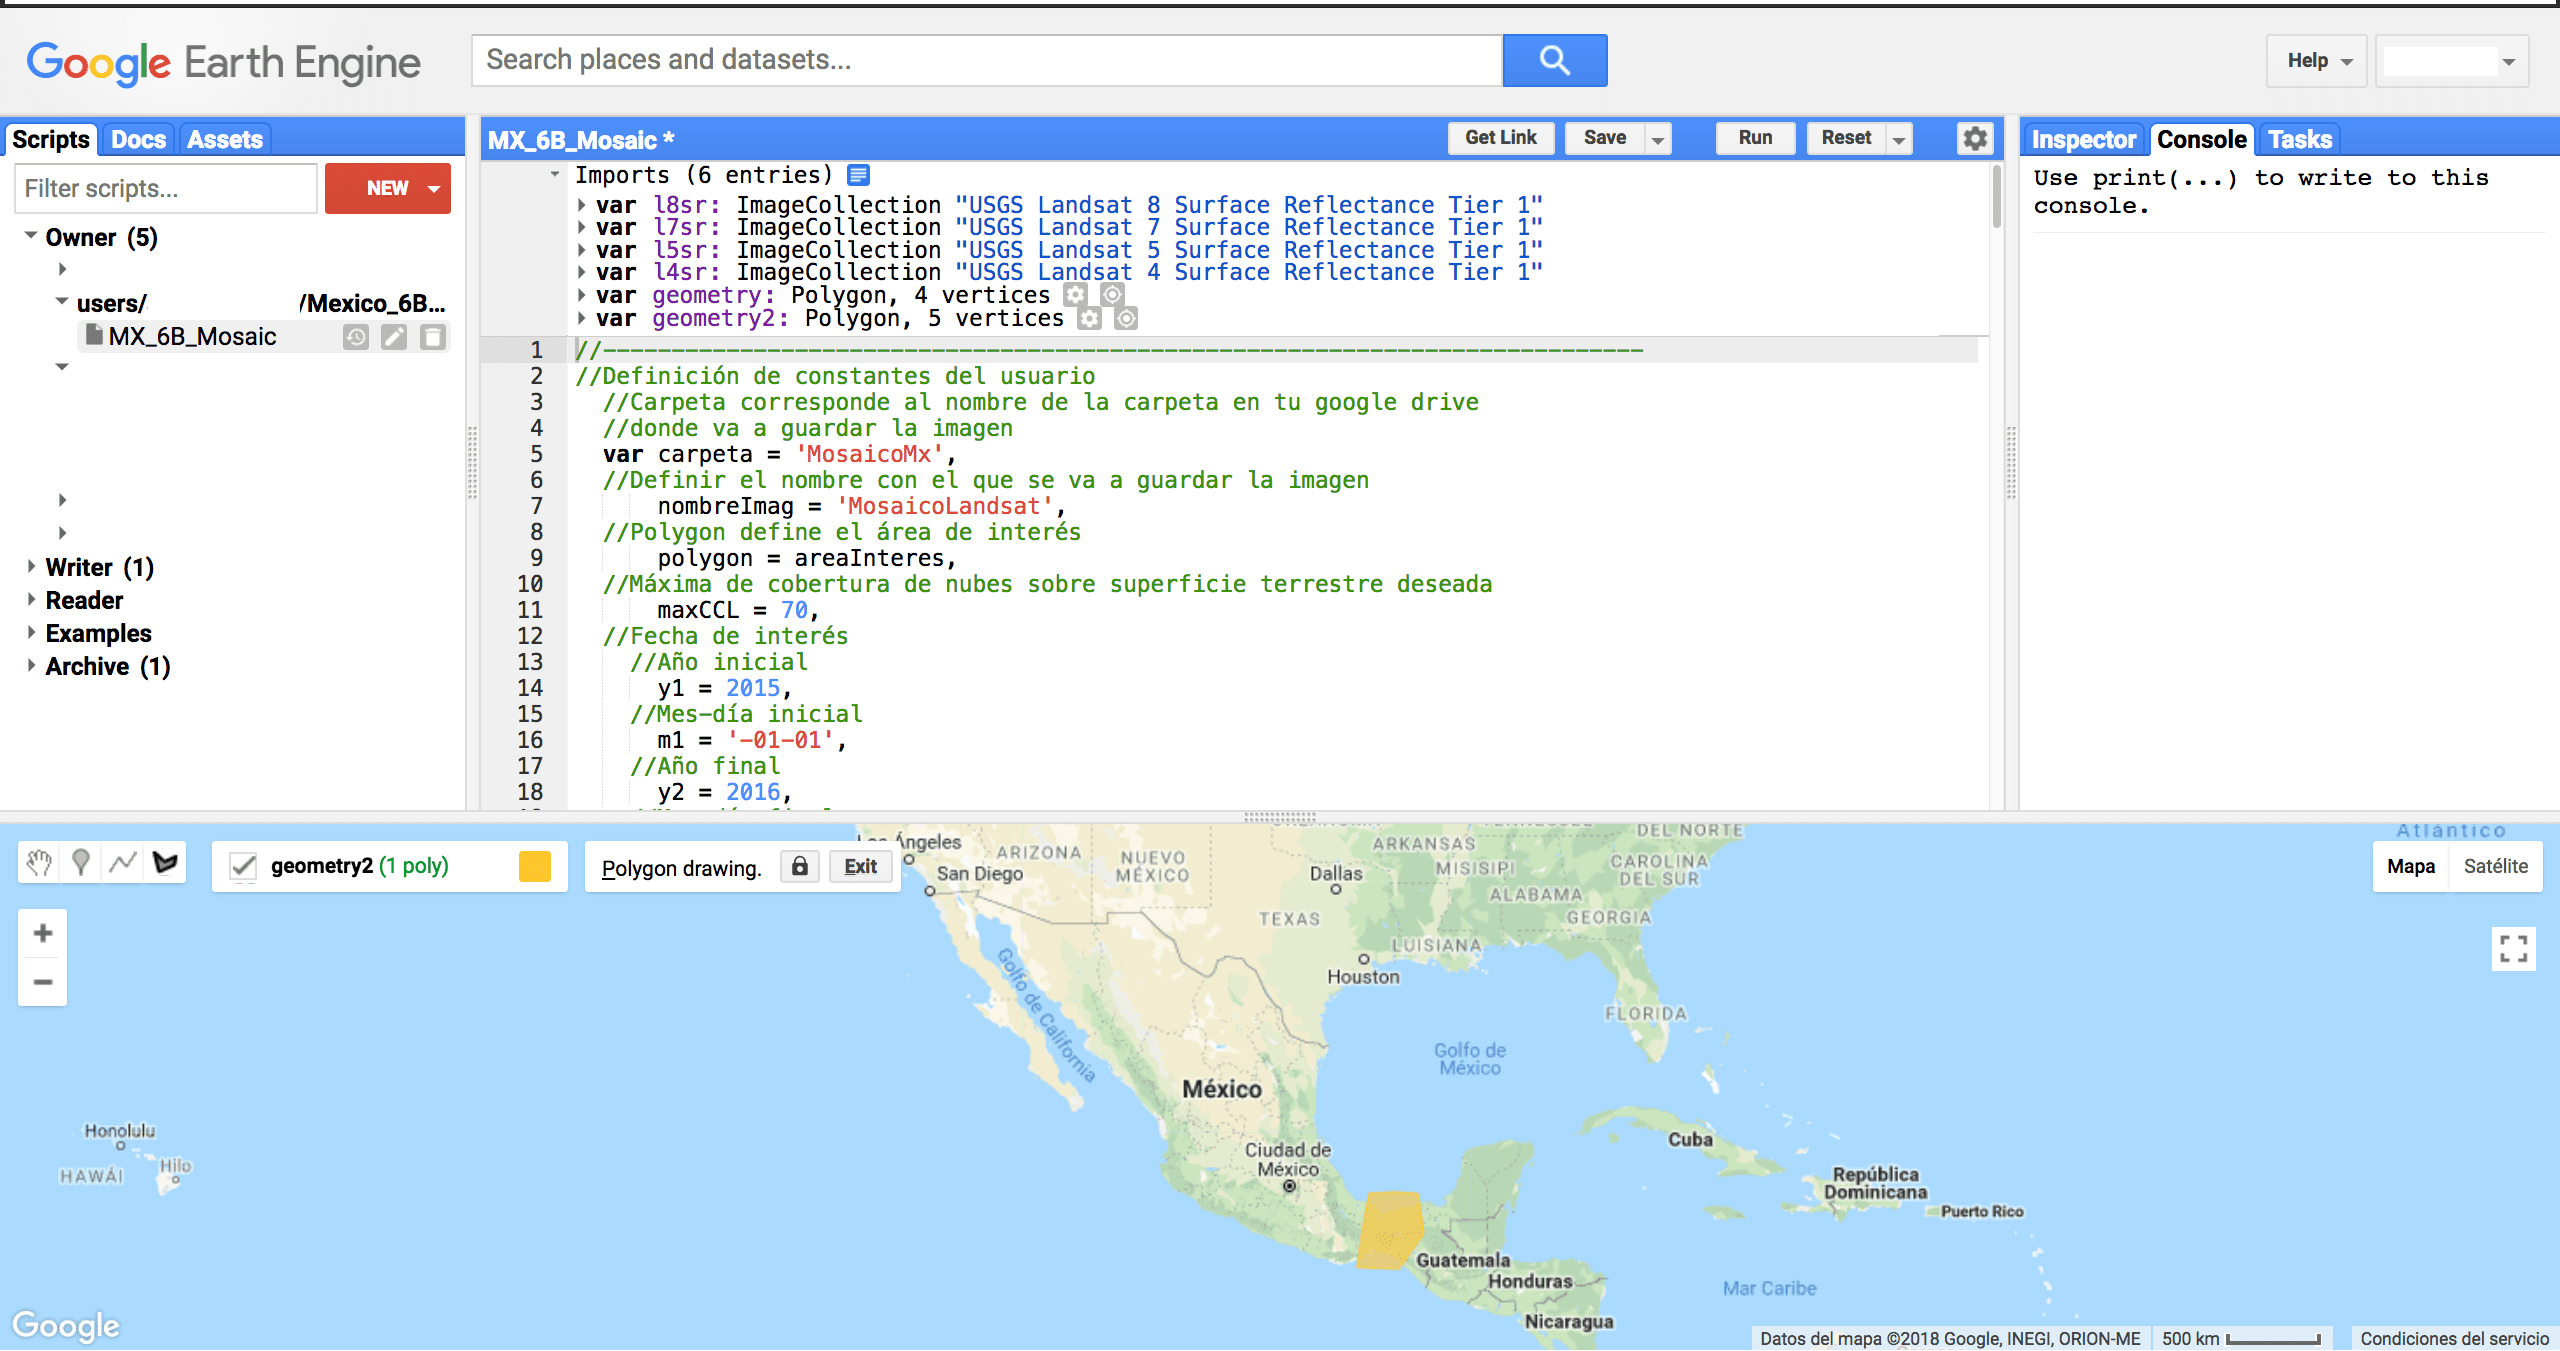 Google Earth Engine
Search places and datasets...
Help
Scripts Docs Assets
Filter scripts...
NEW
Owner (5)
users/ /Mexico_6B...
MX_6B_Mosaic
Writer (1)
Reader
Examples
Archive (1)
MX_6B_Mosaic *
Get Link Save Run Reset
Imports (6 entries)
var l8sr: ImageCollection "USGS Landsat 8 Surface Reflectance Tier 1"
var l7sr: ImageCollection "USGS Landsat 7 Surface Reflectance Tier 1"
var l5sr: ImageCollection "USGS Landsat 5 Surface Reflectance Tier 1"
var l4sr: ImageCollection "USGS Landsat 4 Surface Reflectance Tier 1"
var geometry: Polygon, 4 vertices
var geometry2: Polygon, 5 vertices
1 //----------------------------------------------------------------------------
2 //Definición de constantes del usuario
3 //Carpeta corresponde al nombre de la carpeta en tu google drive
4 //donde va a guardar la imagen
5 var carpeta = 'MosaicoMx',
6 //Definir el nombre con el que se va a guardar la imagen
7 nombreImag = 'MosaicoLandsat',
8 //Polygon define el área de interés
9 polygon = areaInteres,
10 //Máxima de cobertura de nubes sobre superficie terrestre deseada
11 maxCCL = 70,
12 //Fecha de interés
13 //Año inicial
14 y1 = 2015,
15 //Mes-día inicial
16 m1 = '-01-01',
17 //Año final
18 y2 = 2016,
Inspector Console Tasks
Use print(...) to write to this
console.
geometry2 (1 poly)
Polygon drawing.
Exit
Mapa Satélite
Ángeles
San Diego
ARIZONA
NUEVO
MÉXICO
Dallas
TEXAS
ARKANSAS
MISISIPI
ALABAMA
GEORGIA
LUISIANA
DEL NORTE
CAROLINA
DEL SUR
Atlántico
Houston
FLORIDA
Golfo de California
Golfo de
México
México
Ciudad de
México
Honolulu
Hilo
HAWÁI
Cuba
República
Dominicana
Puerto Rico
Guatemala
Honduras
Nicaragua
Mar Caribe
Google
Datos del mapa ©2018 Google, INEGI, ORION-ME
500 km
Condiciones del servicio